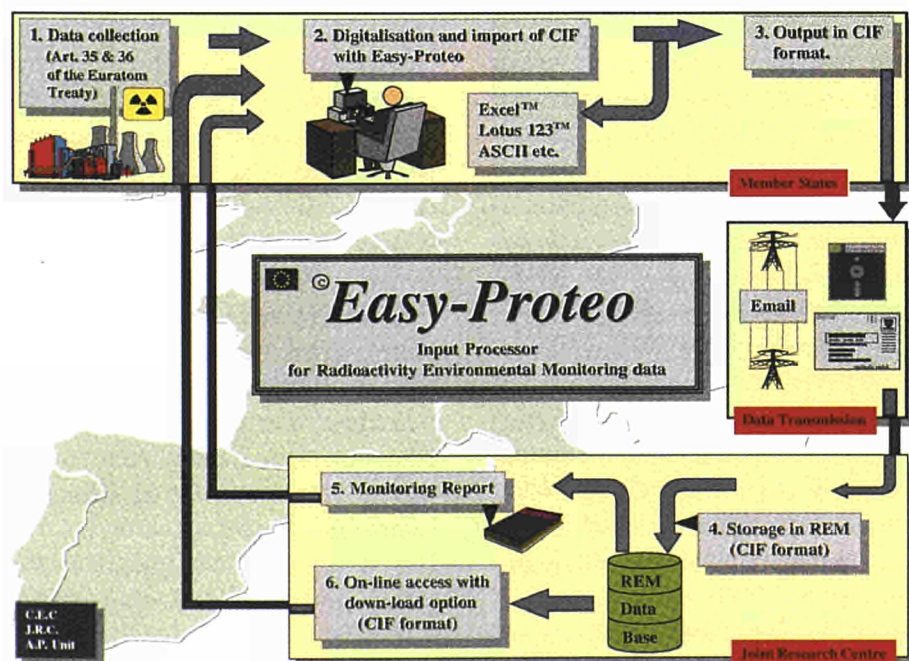 1. Data collection
(Art. 35 & 36
of the Euratom
Treaty)
2. Digitalisation and import of CIF
with Easy-Proteo
3. Output in CIF
format.
Excel™
Lotus 123™
ASCII etc.
Member States
© Easy-Proteo
Input Processor
for Radioactivity Environmental Monitoring data
Email
Data Transmission
5. Monitoring Report
4. Storage in REM
(CIF format)
6. On-line access with
down-load option
(CIF format)
REM
Data
Base
C.E.C
J.R.C.
A.P. Unit
Joint Research Centre